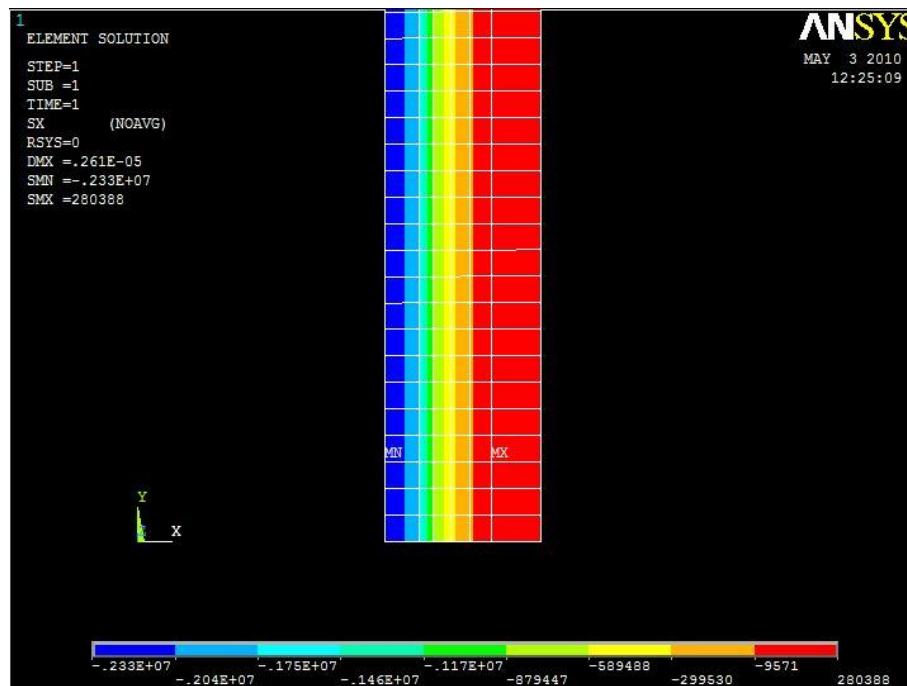 1
ELEMENT SOLUTION
STEP=1
SUB =1
TIME=1
SX (NOAVG)
RSYS=0
DMX =.261E-05
SMN =-.233E+07
SMX =280388
ANSYS
MAY 3 2010
12:25:09
MN MX
Y
Z X
-.233E+07 -.175E+07 -.117E+07 -589488 -9571
-.204E+07 -.146E+07 -879447 -299530 280388